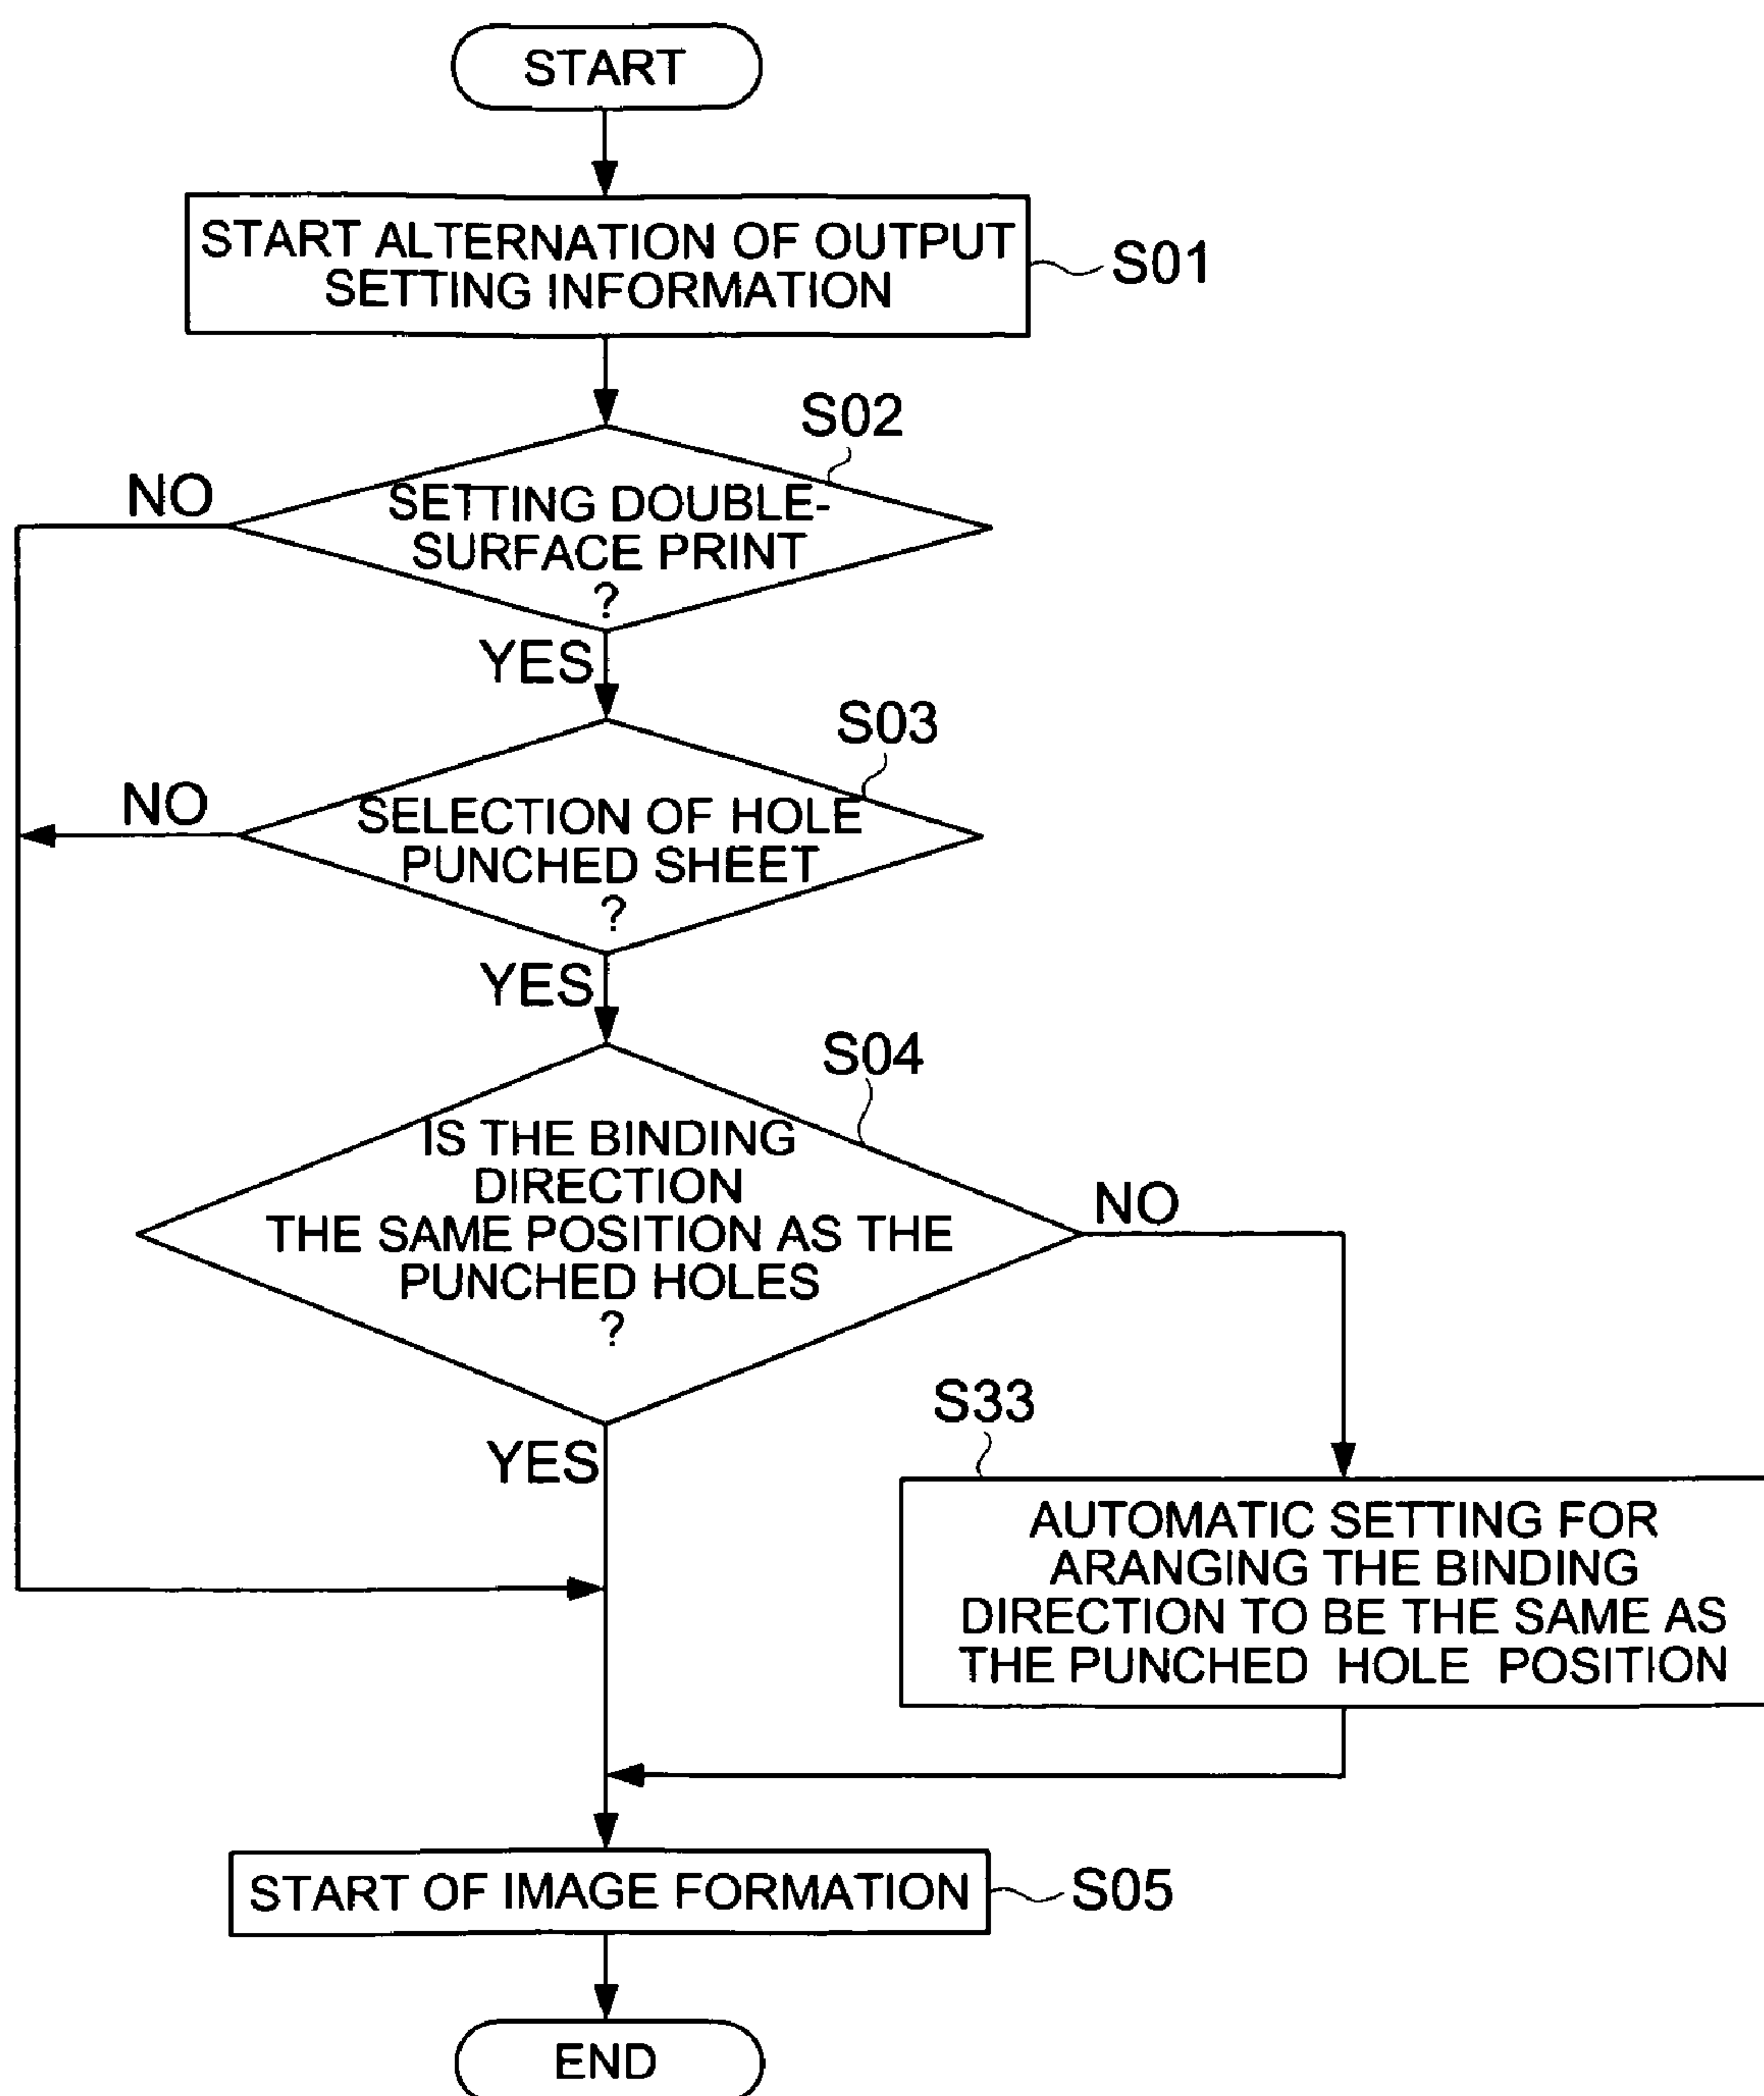 START
START ALTERNATION OF OUTPUT
SETTING INFORMATION
S01
S02
NO
SETTING DOUBLE-
SURFACE PRINT
?
YES
S03
NO
SELECTION OF HOLE
PUNCHED SHEET
?
YES
S04
IS THE BINDING
DIRECTION
THE SAME POSITION AS THE
PUNCHED HOLES
?
NO
YES
S33
AUTOMATIC SETTING FOR
ARANGING THE BINDING
DIRECTION TO BE THE SAME AS
THE PUNCHED HOLE POSITION
START OF IMAGE FORMATION
S05
END